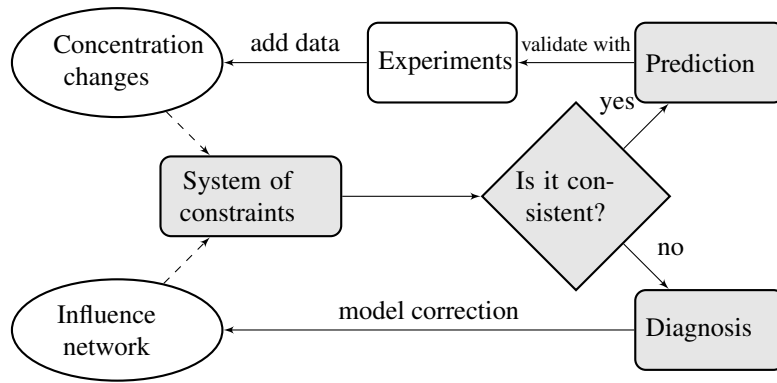 Concentration
changes
add data
Experiments
validate with
Prediction
yes
System of
constraints
Is it con-
sistent?
no
Influence
network
model correction
Diagnosis